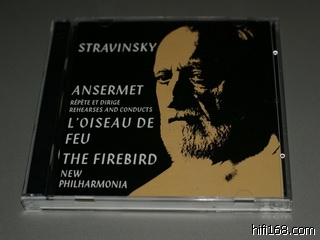 STRAVINSKY
ANSERMET
RÉPÈTE ET DIRIGE
REHEARSES AND CONDUCTS
L'OISEAU DE
FEU
THE FIREBIRD
NEW
PHILHARMONIA
hifi168.com